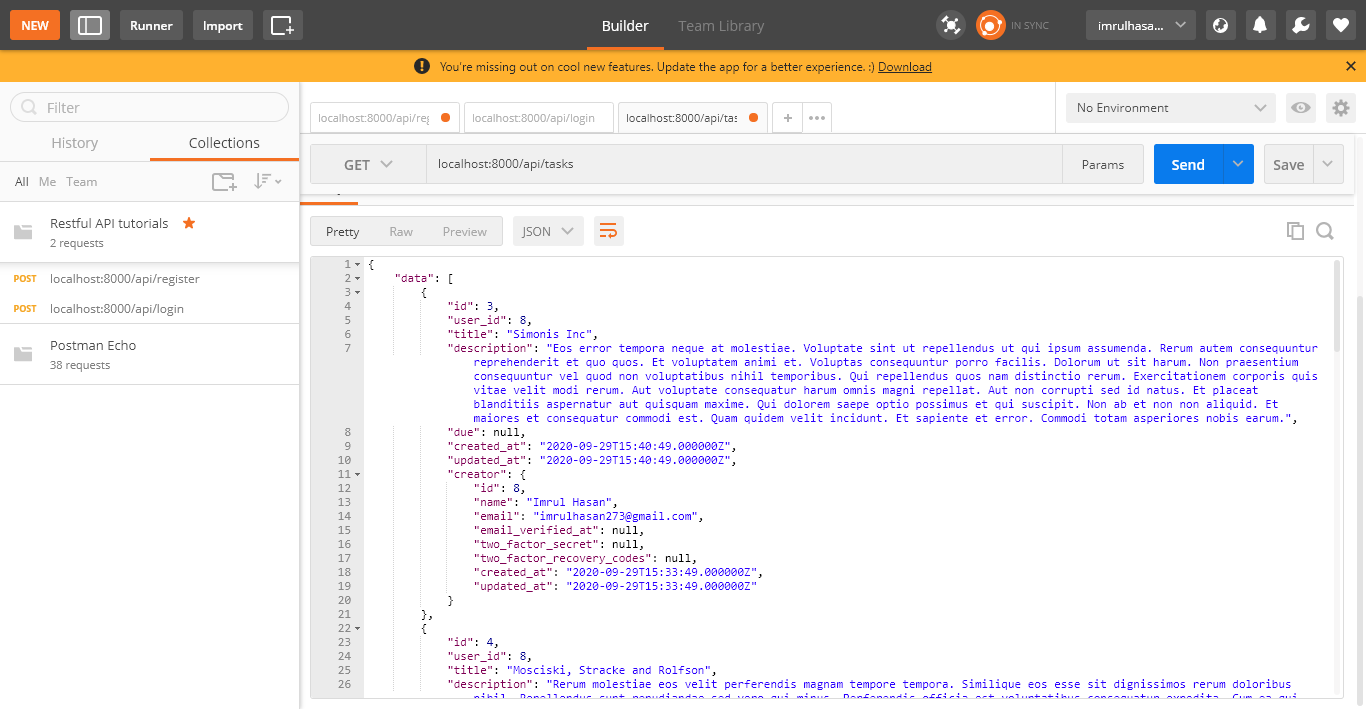 NEW Runner Import Builder Team Library IN SYNC imrulhasa...
You're missing out on cool new features. Update the app for a better experience. :) Download
Filter
History Collections
All Me Team
Restful API tutorials
2 requests
POST localhost:8000/api/register
POST localhost:8000/api/login
Postman Echo
38 requests
localhost:8000/api/reg localhost:8000/api/login localhost:8000/api/tas + ••• No Environment
GET localhost:8000/api/tasks Params Send Save
Pretty Raw Preview JSON
1 {
2 "data": [
3 {
4 "id": 3,
5 "user_id": 8,
6 "title": "Simonis Inc",
7 "description": "Eos error tempora neque at molestiae. Voluptate sint ut repellendus ut qui ipsum assumenda. Rerum autem consequuntur
reprehenderit et quo quos. Et voluptatem animi et. Voluptas consequuntur porro facilis. Dolorum ut sit harum. Non praesentium
consequuntur vel quod non voluptatibus nihil temporibus. Qui repellendus quos nam distinctio rerum. Exercitationem corporis quis
vitae velit modi rerum. Aut voluptate consequatur harum omnis magni repellat. Aut non corrupti sed id natus. Et placeat
blanditiis aspernatur aut quisquam maxime. Qui dolorem saepe optio possimus et qui suscipit. Non ab et non non aliquid. Et
maiores et consequatur commodi est. Quam quidem velit incidunt. Et sapiente et error. Commodi totam asperiores nobis earum.",
8 "due": null,
9 "created_at": "2020-09-29T15:40:49.000000Z",
10 "updated_at": "2020-09-29T15:40:49.000000Z",
11 "creator": {
12 "id": 8,
13 "name": "Imrul Hasan",
14 "email": "imrulhasan273@gmail.com",
15 "email_verified_at": null,
16 "two_factor_secret": null,
17 "two_factor_recovery_codes": null,
18 "created_at": "2020-09-29T15:33:49.000000Z",
19 "updated_at": "2020-09-29T15:33:49.000000Z"
20 }
21 },
22 {
23 "id": 4,
24 "user_id": 8,
25 "title": "Mosciski, Stracke and Rolfson",
26 "description": "Rerum molestiae eos velit perferendis magnam tempore tempora. Similique eos esse sit dignissimos rerum doloribus